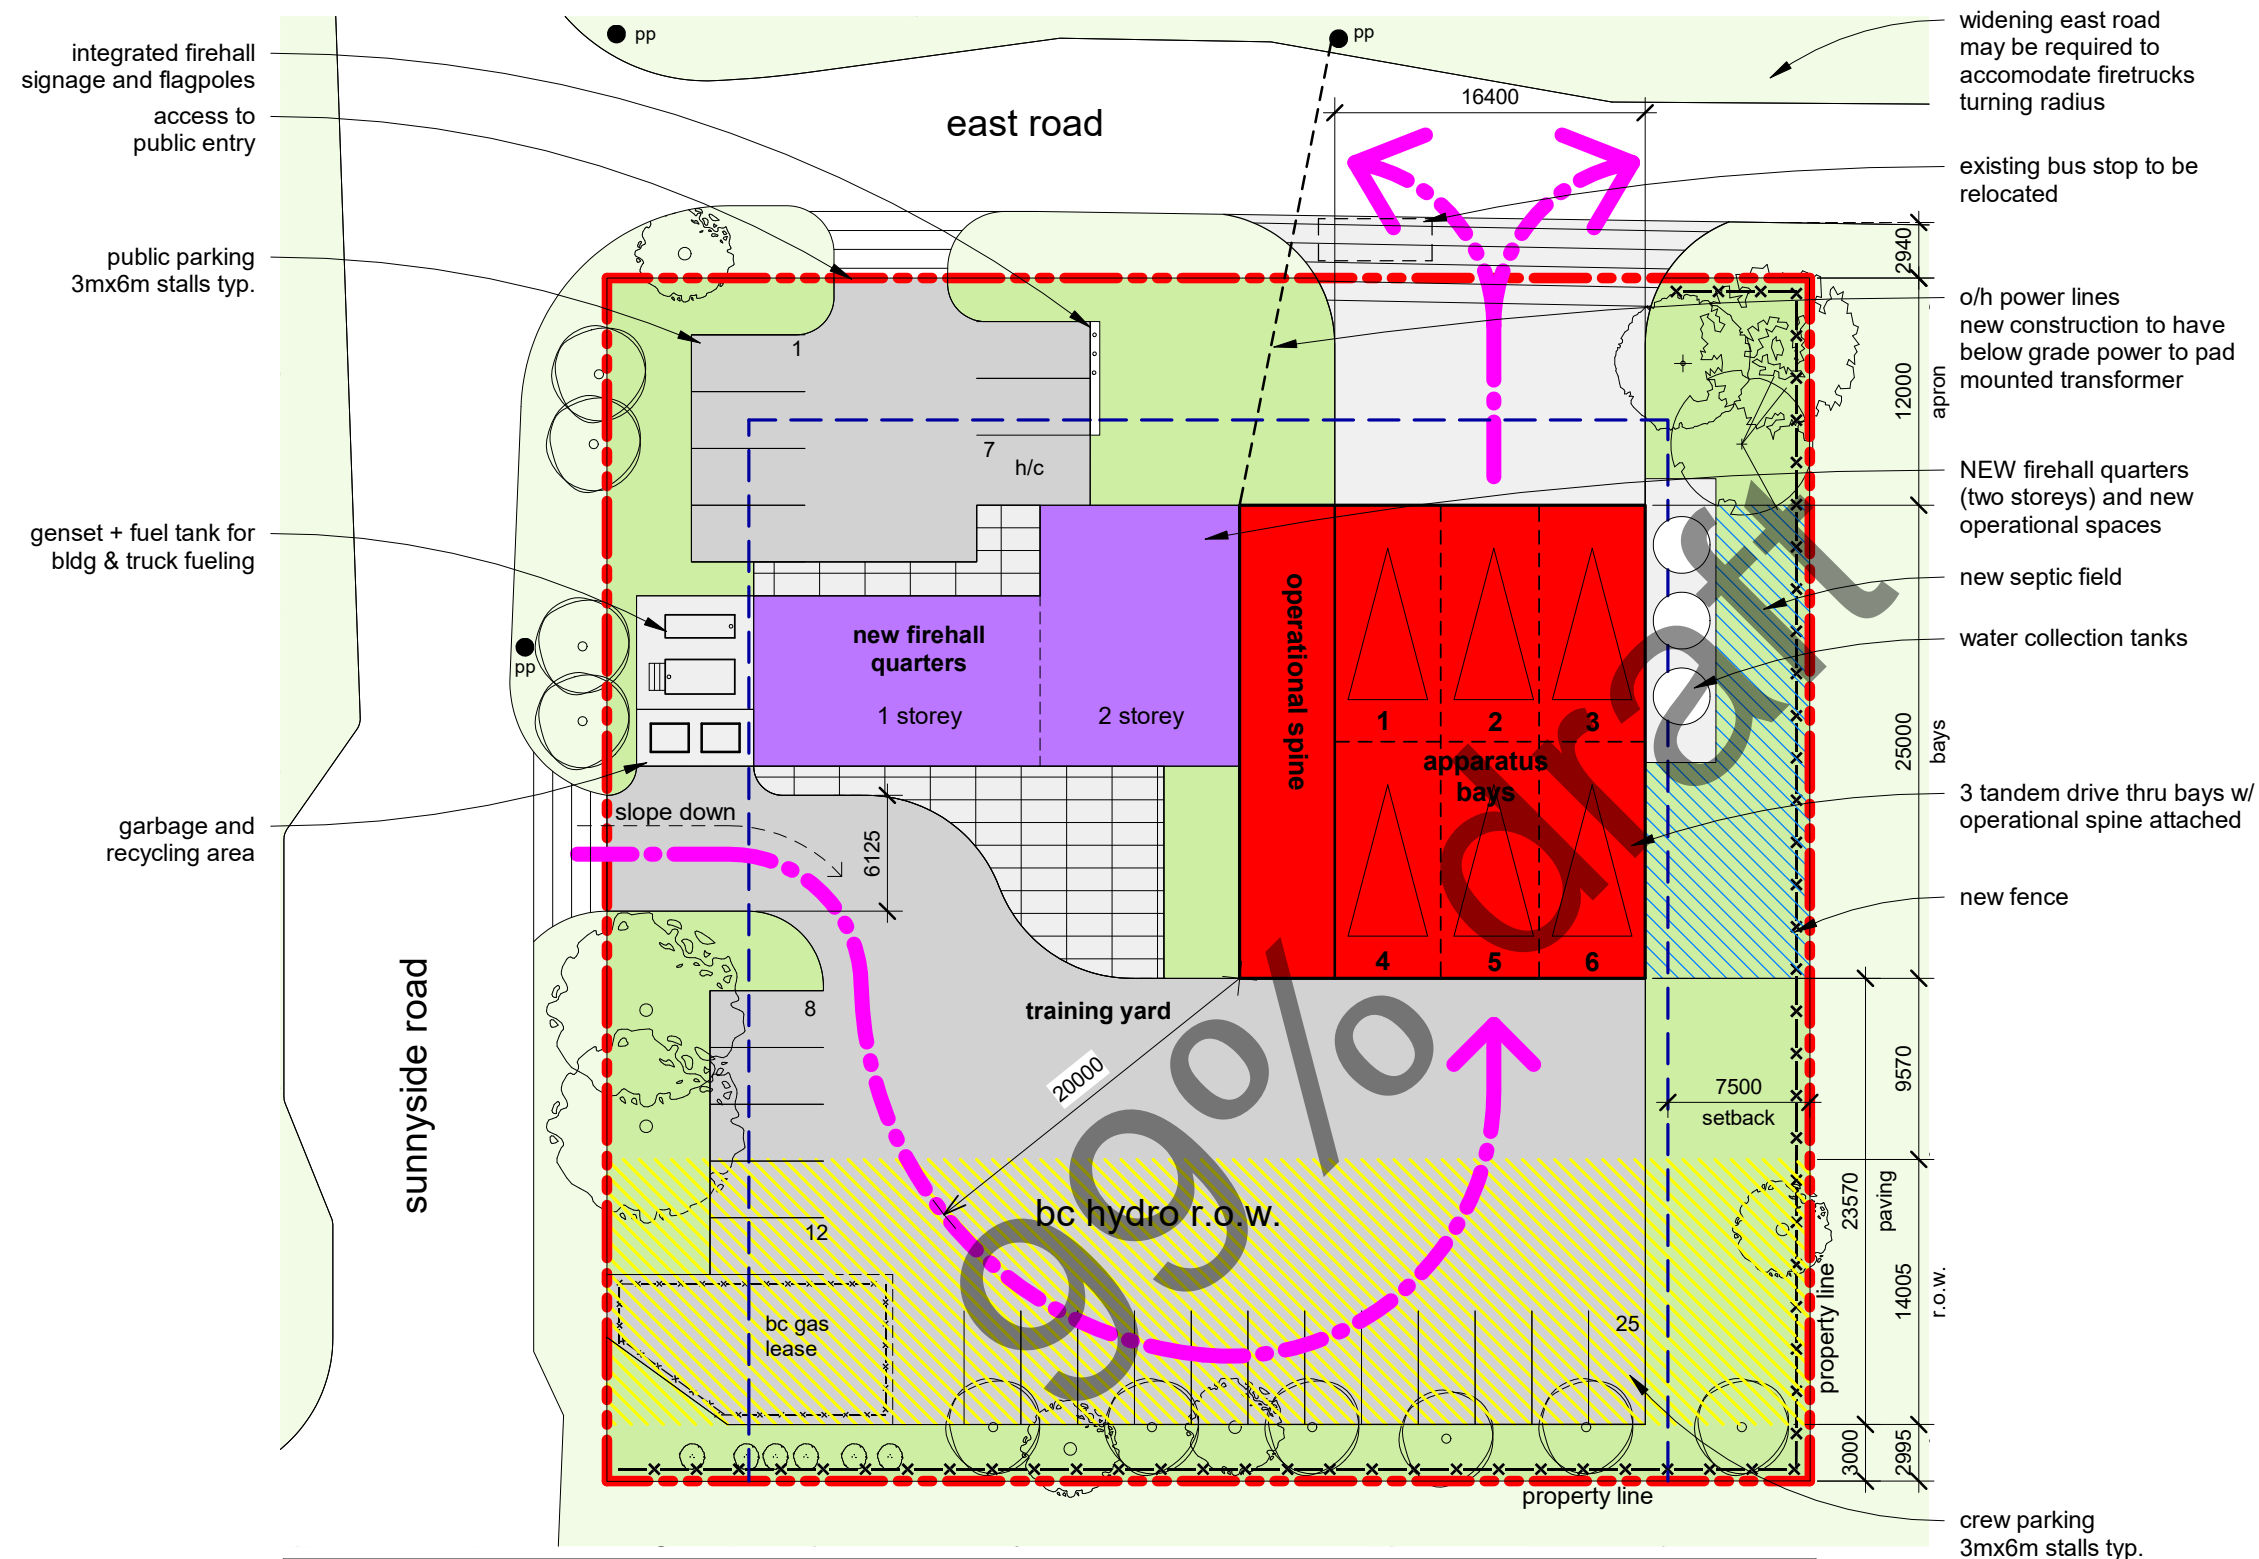 integrated firehall
signage and flagpoles
access to
public entry
public parking
3mx6m stalls typ.
genset + fuel tank for
bldg & truck fueling
garbage and
recycling area
pp
pp
pp
east road
sunnyside road
16400
widening east road
may be required to
accomodate firetrucks
turning radius
existing bus stop to be
relocated
o/h power lines
new construction to have
below grade power to pad
mounted transformer
NEW firehall quarters
(two storeys) and new
operational spaces
new septic field
water collection tanks
3 tandem drive thru bays w/
operational spine attached
new fence
crew parking
3mx6m stalls typ.
2940
12000
apron
25000
bays
9570
23570
paving
14005
r.o.w.
3000
2995
1
7
h/c
new firehall
quarters
1 storey
2 storey
operational spine
1
2
3
apparatus
bays
4
5
6
slope down
6125
8
training yard
20000
7500
setback
12
bc hydro r.o.w.
bc gas
lease
25
property line
property line
99% draft